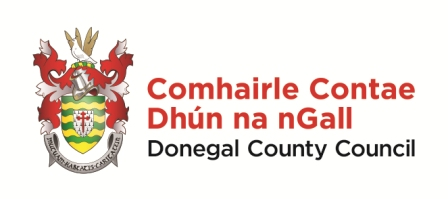 Comhairle Contae
Dhún na nGall
Donegal County Council